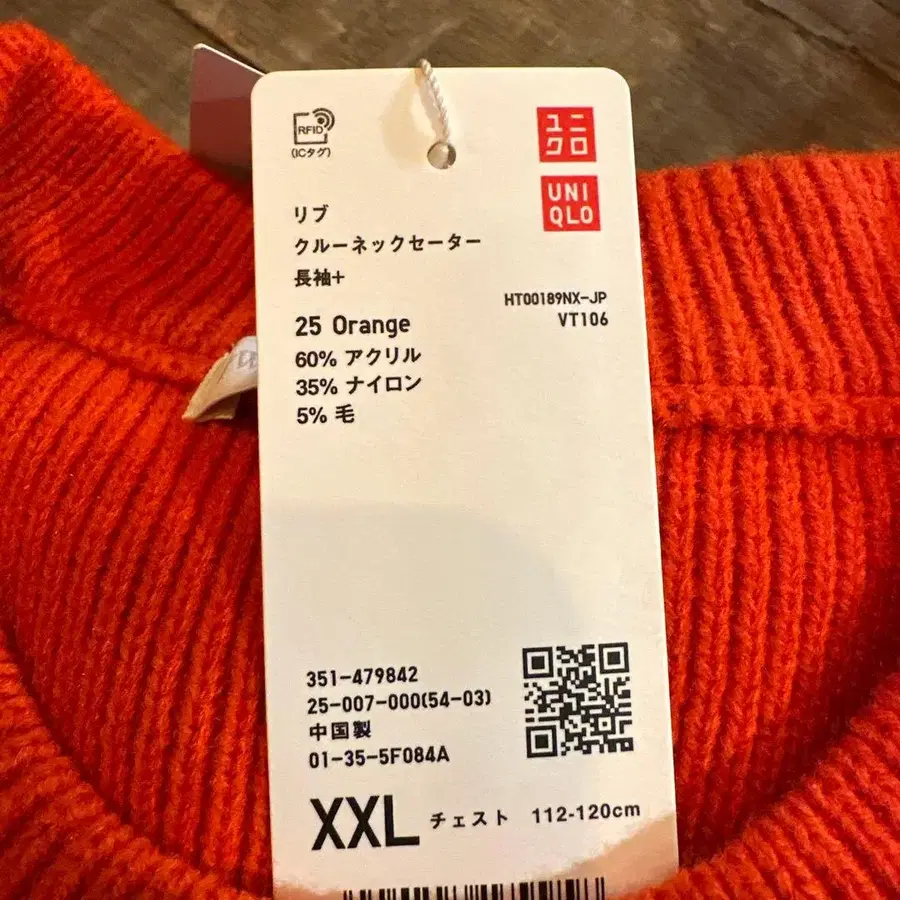 RFID
(ICタグ)
ユニ
クロ
UNI
QLO
リブ
クルーネックセーター
長袖+
HT00189NX-JP
VT106
25 Orange
60% アクリル
35% ナイロン
5% 毛
351-479842
25-007-000(54-03)
中国製
01-35-5F084A
XXL チェスト 112-120cm